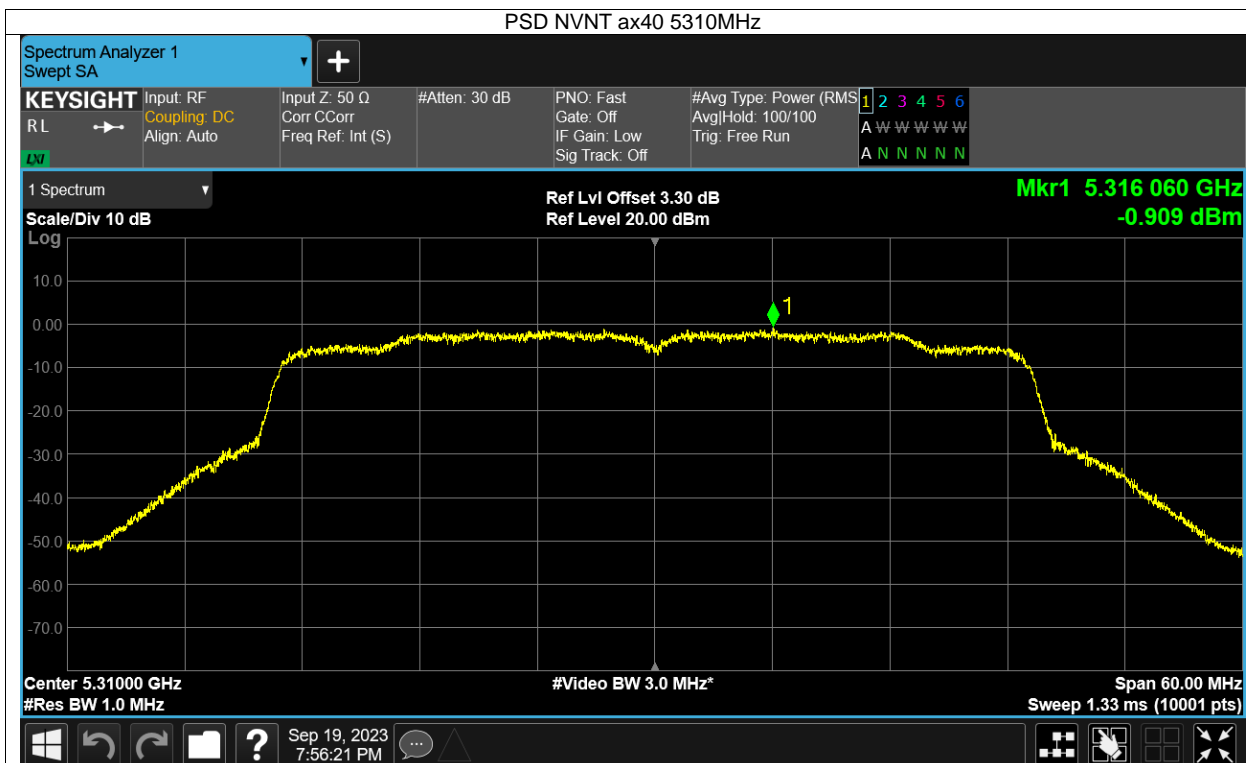 PSD NVNT ax40 5310MHz
Spectrum Analyzer 1
Swept SA
KEYSIGHT
RL
LXI
Input: RF
Coupling: DC
Align: Auto
Input Z: 50 Ω
Corr CCorr
Freq Ref: Int (S)
#Atten: 30 dB
PNO: Fast
Gate: Off
IF Gain: Low
Sig Track: Off
#Avg Type: Power (RMS
Avg|Hold: 100/100
Trig: Free Run
1 2 3 4 5 6
A W W W W W
A N N N N N
1 Spectrum
Scale/Div 10 dB
Log
Ref Lvl Offset 3.30 dB
Ref Level 20.00 dBm
Mkr1 5.316 060 GHz
-0.909 dBm
1
10.0
0.00
-10.0
-20.0
-30.0
-40.0
-50.0
-60.0
-70.0
Center 5.31000 GHz
#Res BW 1.0 MHz
#Video BW 3.0 MHz*
Span 60.00 MHz
Sweep 1.33 ms (10001 pts)
?
Sep 19, 2023
7:56:21 PM